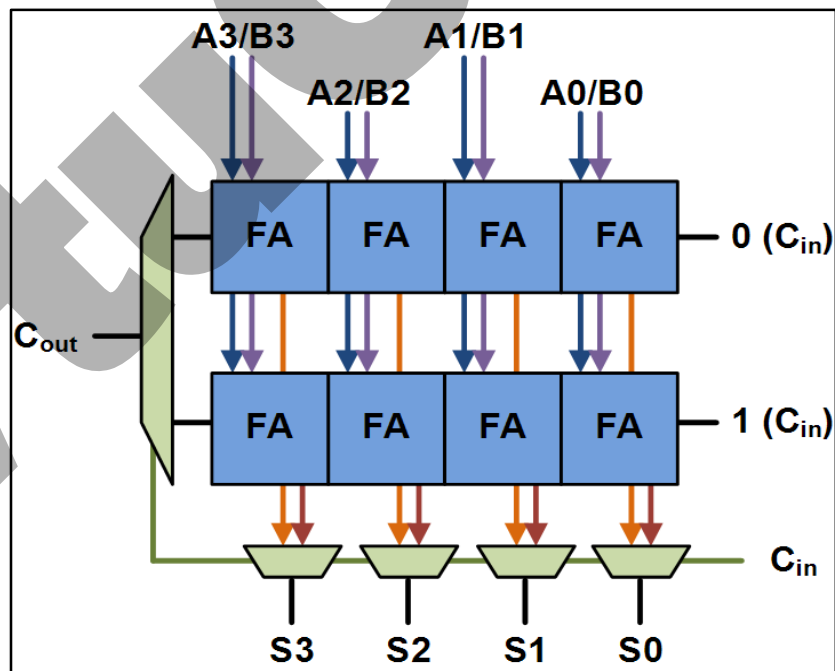 A3/B3
A1/B1
A2/B2
A0/B0
FA FA FA FA 0 (Cin)
Cout
FA FA FA FA 1 (Cin)
Cin
S3 S2 S1 S0